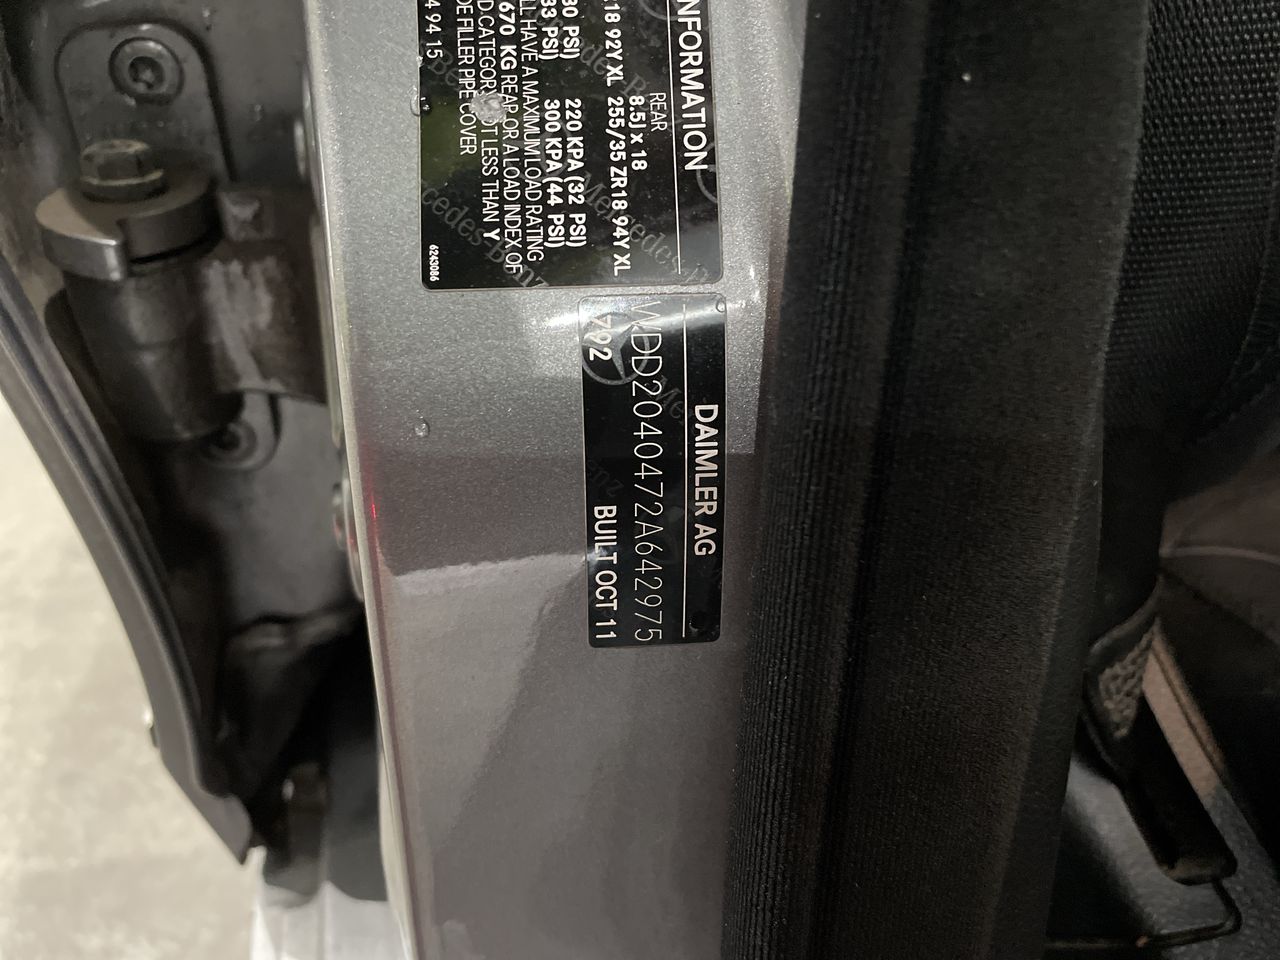 NFORMATION
REAR
8.5J x 18
18 92Y XL 255/35 ZR18 94Y XL
30 PSI) 220 KPA (32 PSI)
33 PSI) 300 KPA (44 PSI)
LL HAVE A MAXIMUM LOAD RATING
670 KG REAR OR A LOAD INDEX OF
D CATEGORY NOT LESS THAN Y
DE FILLER PIPE COVER
4 94 15
6243086
DAIMLER AG
WDD2040472A642975
792 BUILT OCT 11